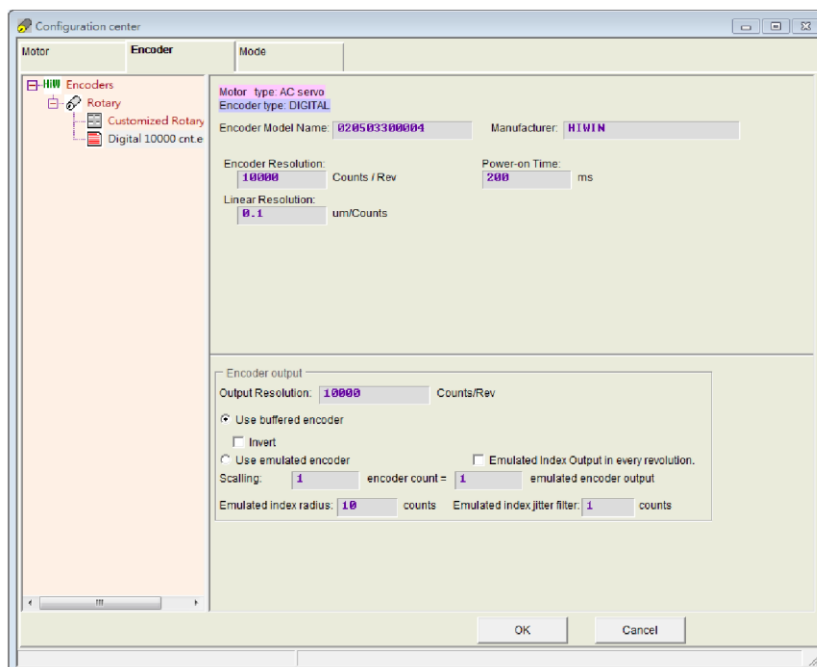 Configuration center
Motor Encoder Mode
HIW Encoders
Rotary
Customized Rotary
Digital 10000 cnt.e
Motor type: AC servo
Encoder type: DIGITAL
Encoder Model Name: 020503300004 Manufacturer: HIWIN
Encoder Resolution: Power-on Time:
10000 Counts / Rev 200 ms
Linear Resolution:
0.1 um/Counts
Encoder output
Output Resolution: 10000 Counts/Rev
Use buffered encoder
Invert
Use emulated encoder Emulated Index Output in every revolution.
Scalling: 1 encoder count = 1 emulated encoder output
Emulated index radius: 10 counts Emulated index jitter filter: 1 counts
OK Cancel